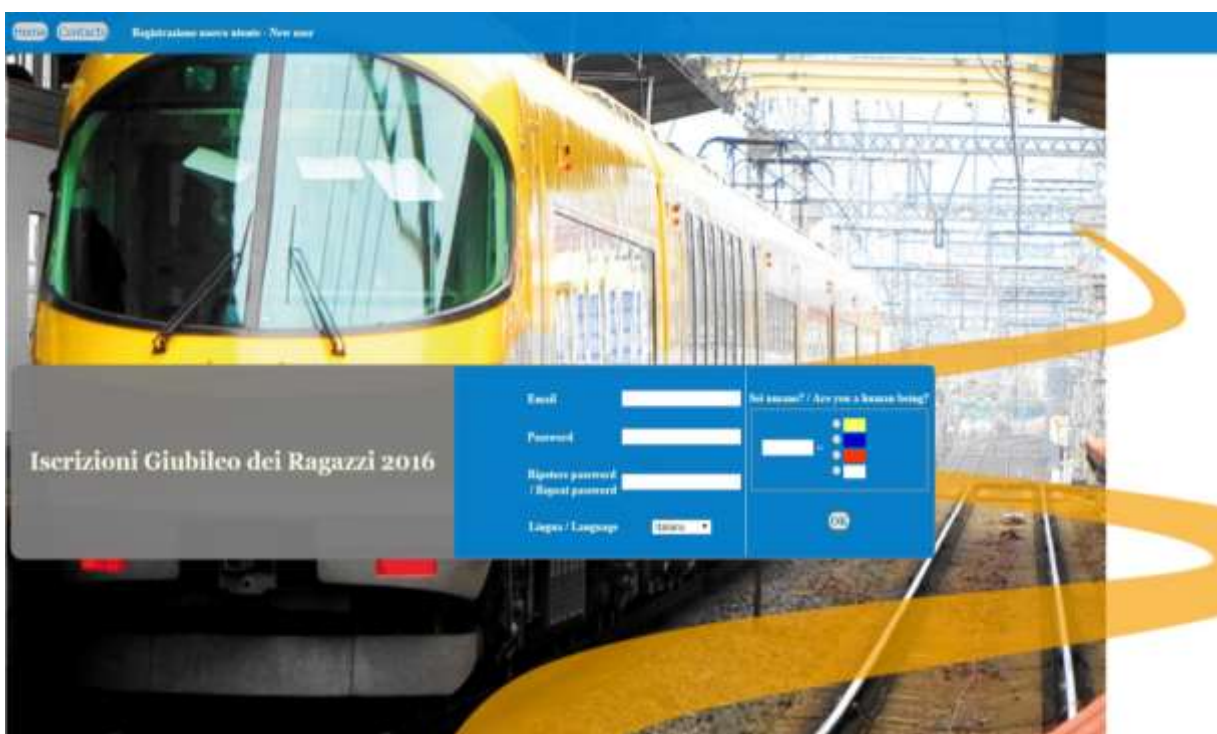 Home Contacts Registrazione nuovo utente - New user
Iscrizioni Giubileo dei Ragazzi 2016
Email
Password
Ripetere password
/ Repeat password
Lingua / Language Italiano
Sei umano? / Are you a human being?
=
OK